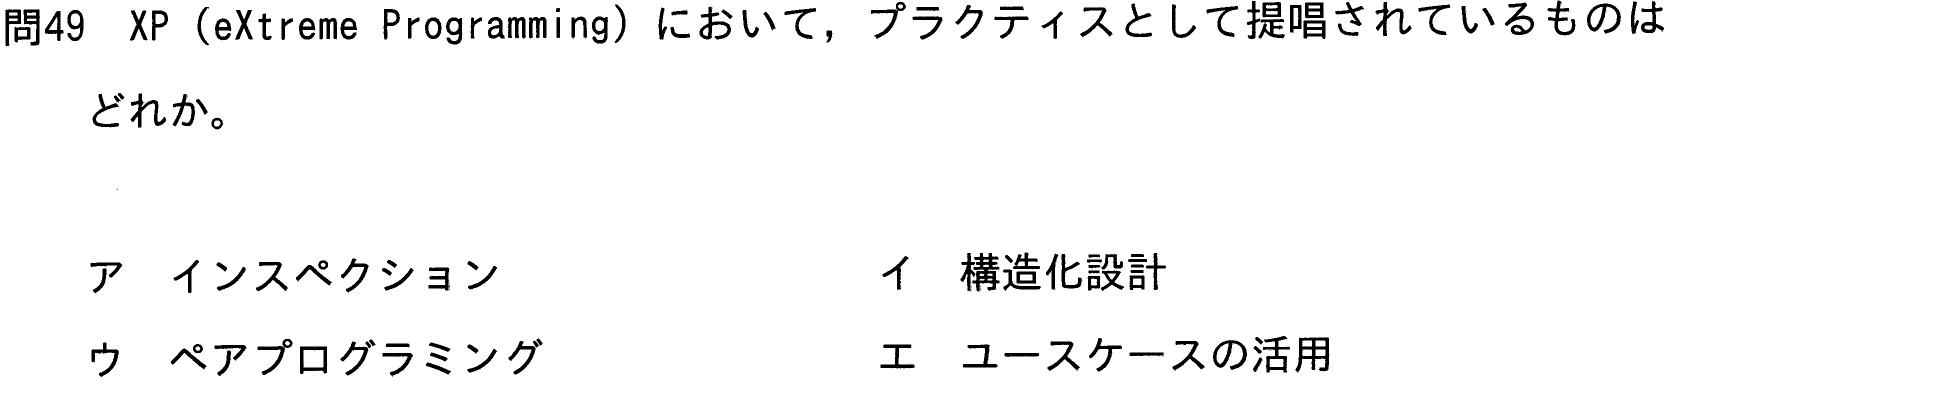 問49　XP (eXtreme Programming) において，プラクティスとして提唱されているものは
どれか。
ア　インスペクション　　イ　構造化設計
ウ　ペアプログラミング　　エ　ユースケースの活用